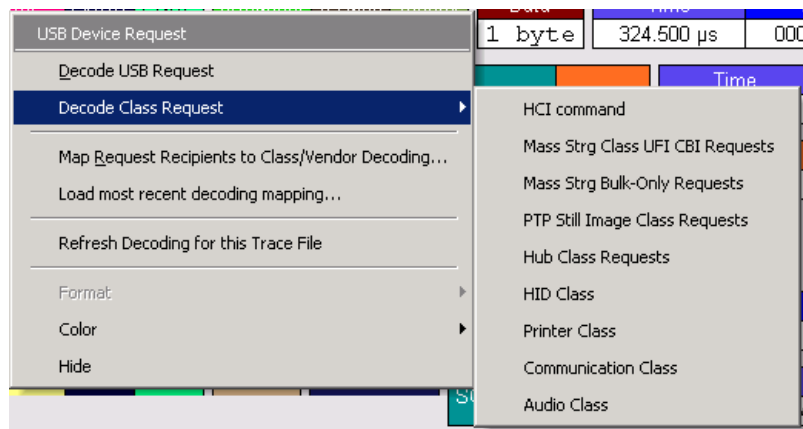 USB Device Request
Decode USB Request
Decode Class Request
Map Request Recipients to Class/Vendor Decoding...
Load most recent decoding mapping...
Refresh Decoding for this Trace File
Format
Color
Hide
1 byte
324.500 µs
000
Time
HCI command
Mass Strg Class UFI CBI Requests
Mass Strg Bulk-Only Requests
PTP Still Image Class Requests
Hub Class Requests
HID Class
Printer Class
Communication Class
Audio Class